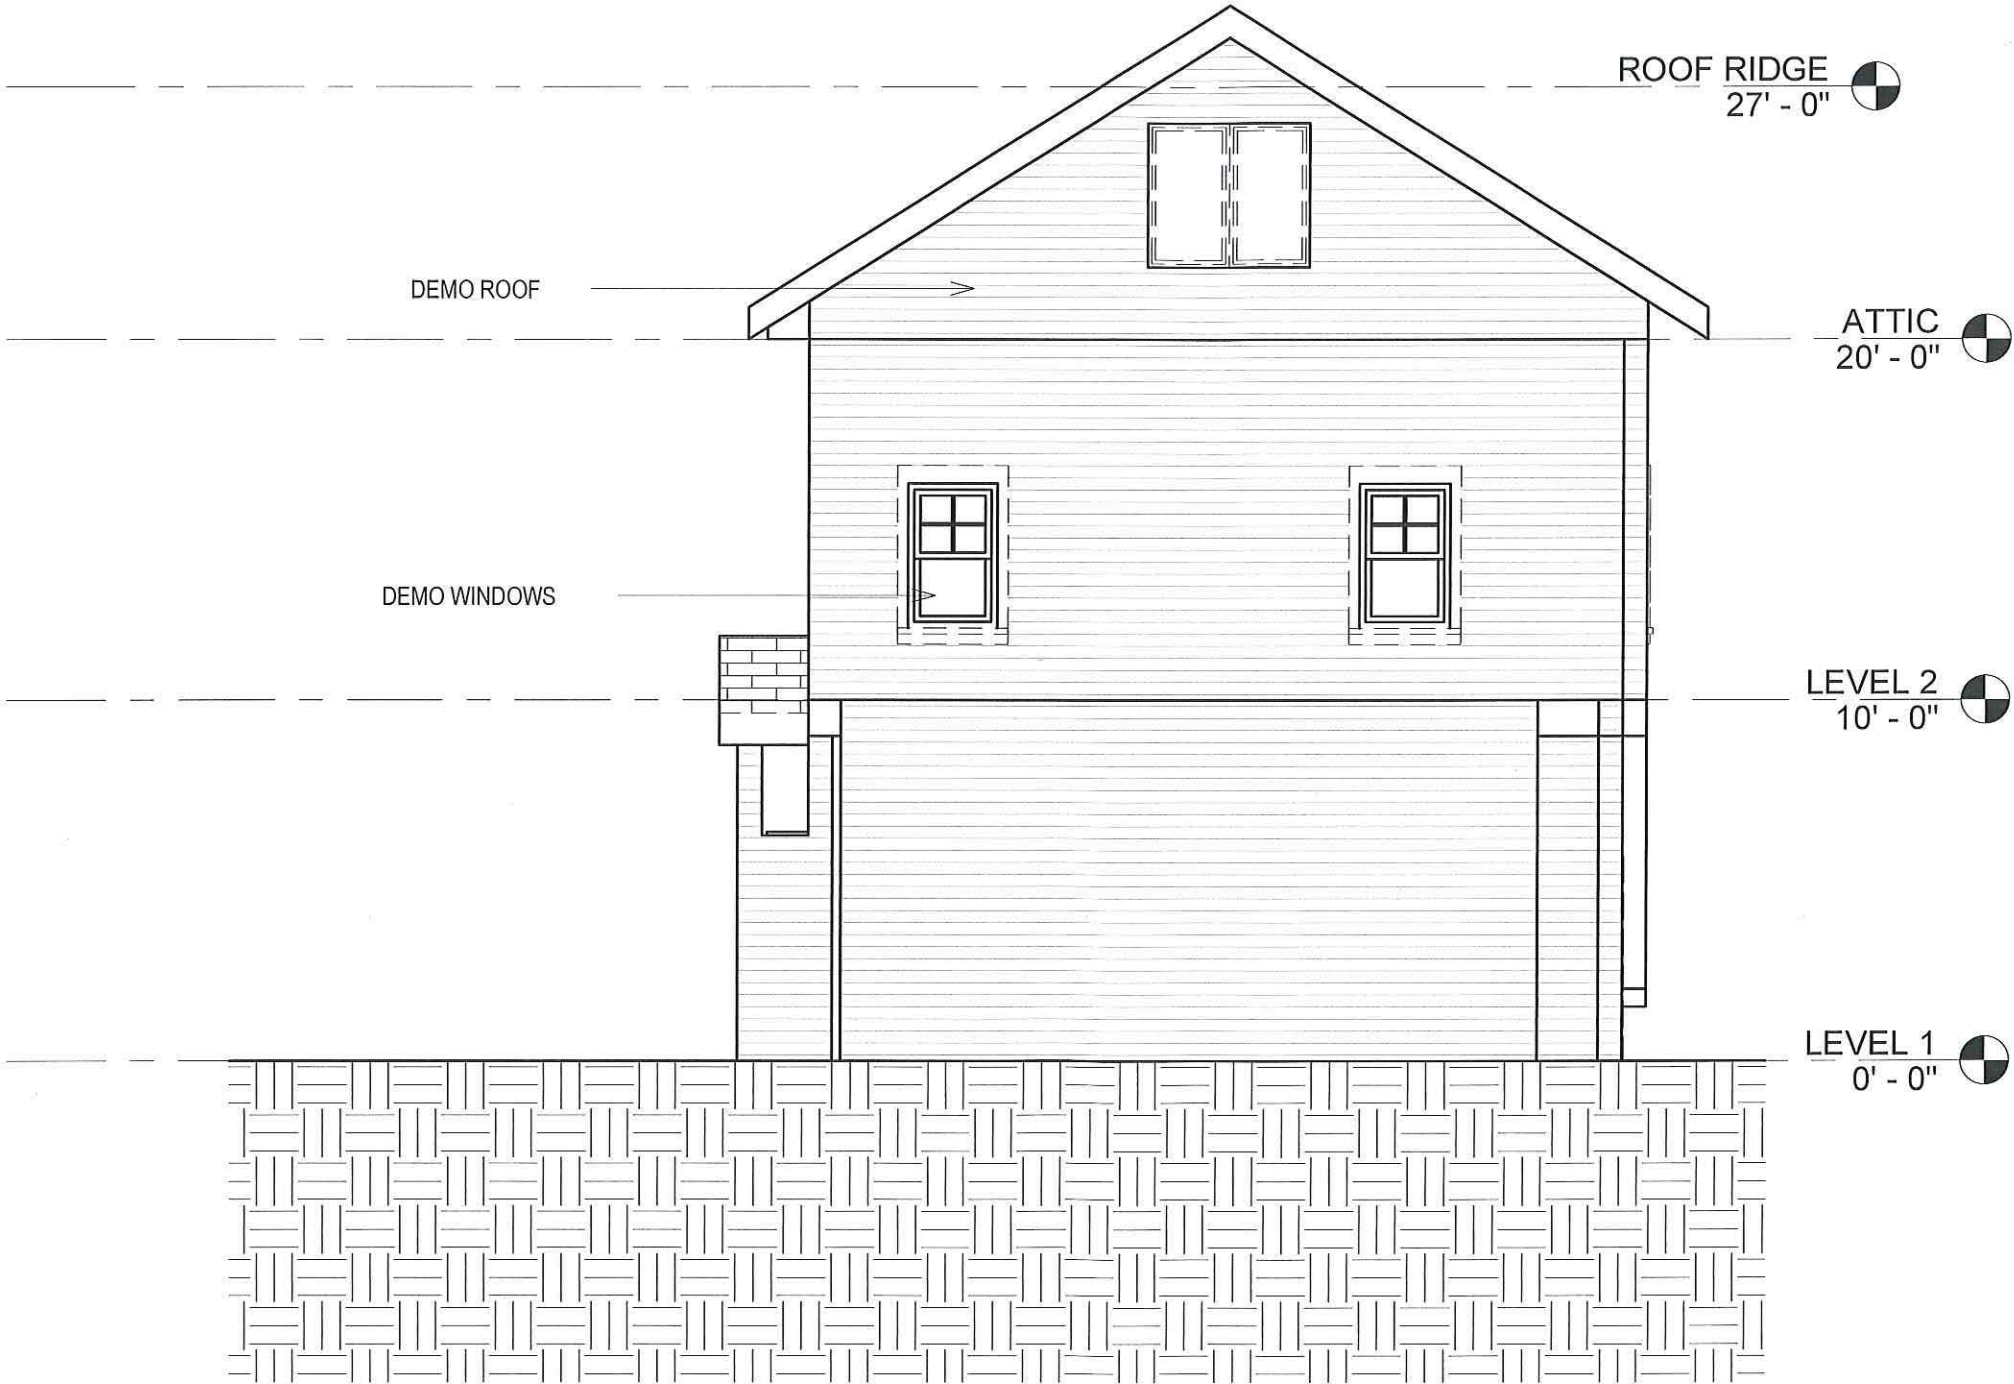 ROOF RIDGE
27' - 0"
DEMO ROOF
ATTIC
20' - 0"
DEMO WINDOWS
LEVEL 2
10' - 0"
LEVEL 1
0' - 0"